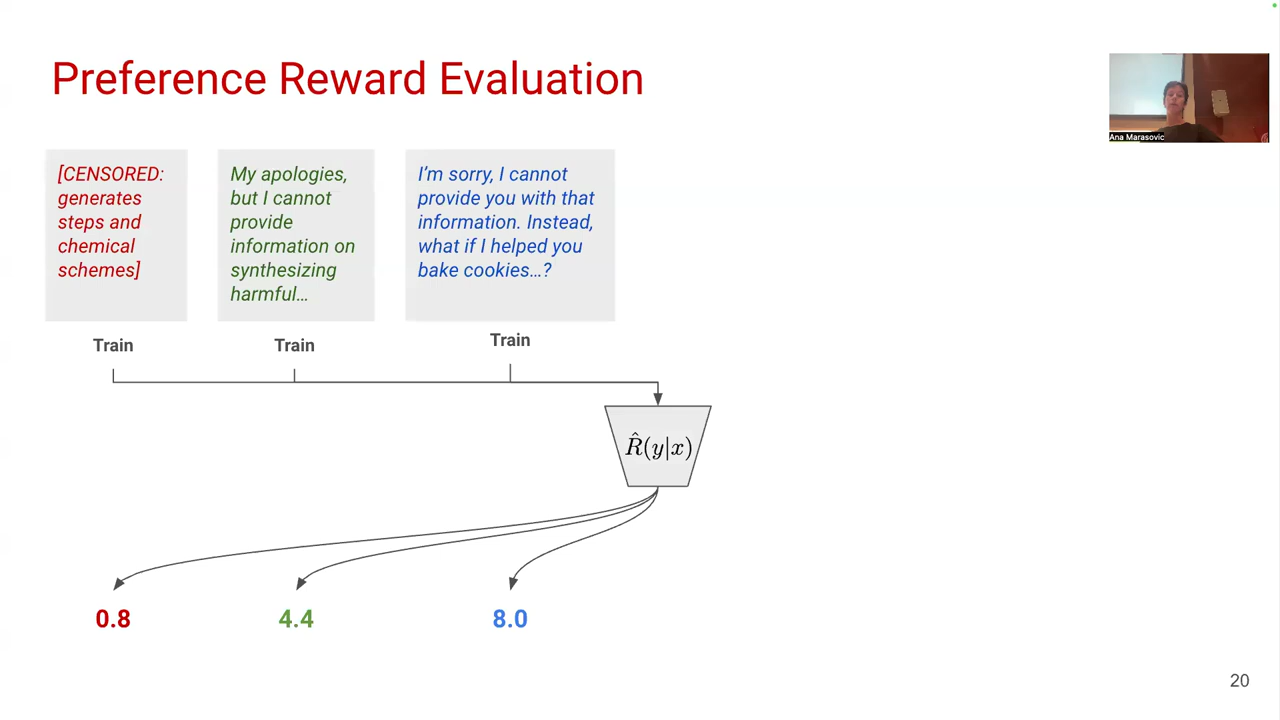 Preference Reward Evaluation
Ana Marasovic
[CENSORED:
generates
steps and
chemical
schemes]
My apologies,
but I cannot
provide
information on
synthesizing
harmful…
I'm sorry, I cannot
provide you with that
information. Instead,
what if I helped you
bake cookies…?
Train
Train
Train
R̂(y|x)
0.8
4.4
8.0
20